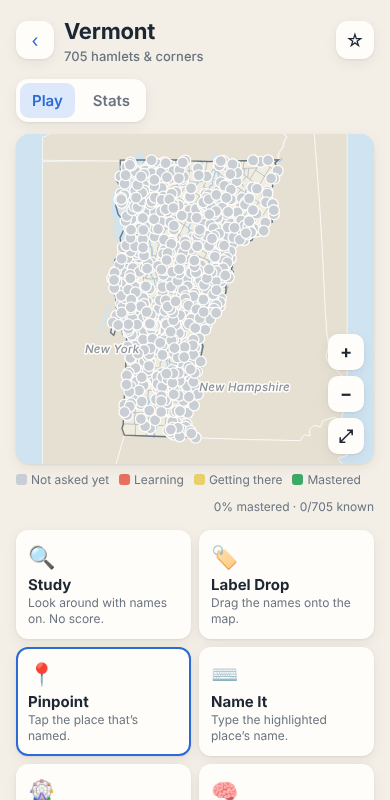 Vermont
705 hamlets & corners
Play
Stats
New York
New Hampshire
Not asked yet
Learning
Getting there
Mastered
0% mastered · 0/705 known
Study
Look around with names
on. No score.
Label Drop
Drag the names onto the
map.
Pinpoint
Tap the place that's
named.
Name It
Type the highlighted
place's name.